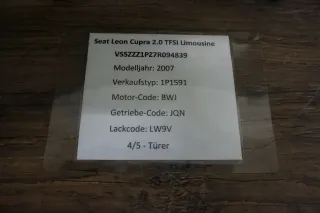 Seat Leon Cupra 2.0 TFSI Limousine
VSSZZZ1PZ7R094839
Modelljahr: 2007
Verkaufstyp: 1P1591
Motor-Code: BWJ
Getriebe-Code: JQN
Lackcode: LW9V
4/5 - Türer